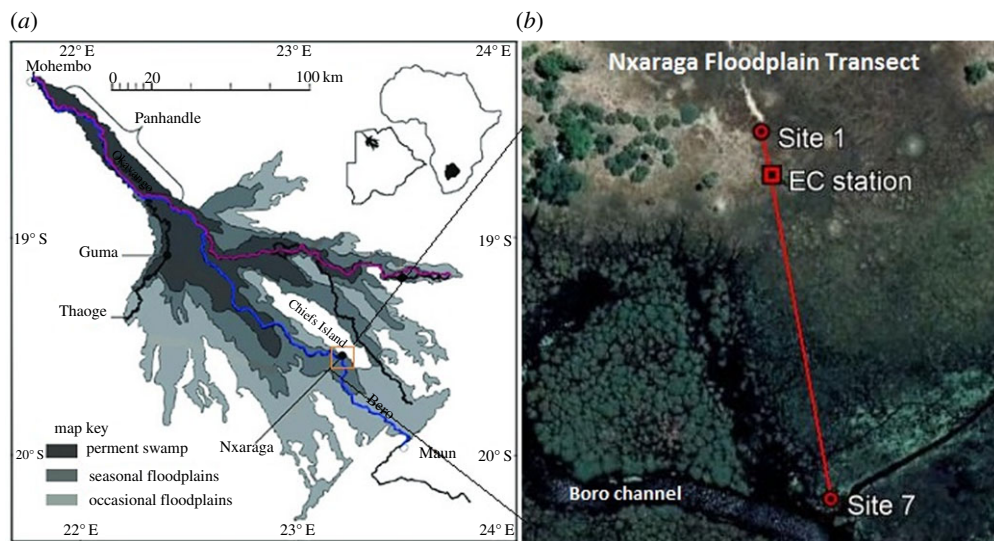 (a)
22° E
23° E
24° E
Mohembo
0 20 100 km
Panhandle
Okavango
19° S
19° S
Guma
Thaoge
Chiefs Island
Boro
map key
perment swamp
seasonal floodplains
occasional floodplains
Nxaraga
Maun
20° S
20° S
22° E
23° E
24° E
(b)
Nxaraga Floodplain Transect
Site 1
EC station
Boro channel
Site 7